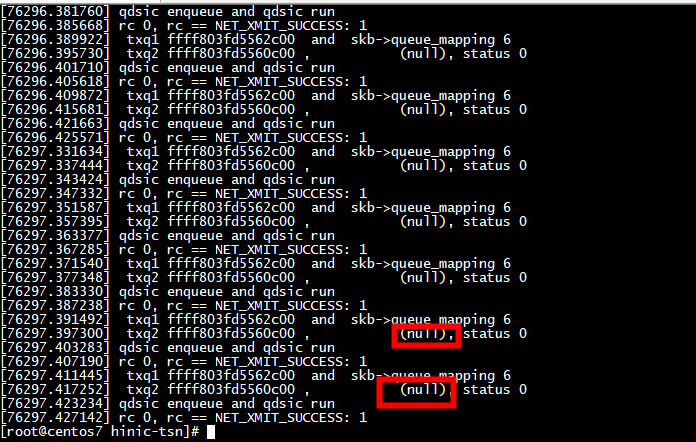 [76296.381760] qdsic enqueue and qdsic run
[76296.385668] rc 0, rc == NET_XMIT_SUCCESS: 1
[76296.389922]  txq1 ffff803fd5562c00  and  skb->queue_mapping 6
[76296.395730]  txq2 ffff803fd5560c00 ,           (null), status 0
[76296.401710] qdsic enqueue and qdsic run
[76296.405618] rc 0, rc == NET_XMIT_SUCCESS: 1
[76296.409872]  txq1 ffff803fd5562c00  and  skb->queue_mapping 6
[76296.415681]  txq2 ffff803fd5560c00 ,           (null), status 0
[76296.421663] qdsic enqueue and qdsic run
[76296.425571] rc 0, rc == NET_XMIT_SUCCESS: 1
[76297.331634]  txq1 ffff803fd5562c00  and  skb->queue_mapping 6
[76297.337444]  txq2 ffff803fd5560c00 ,           (null), status 0
[76297.343424] qdsic enqueue and qdsic run
[76297.347332] rc 0, rc == NET_XMIT_SUCCESS: 1
[76297.351587]  txq1 ffff803fd5562c00  and  skb->queue_mapping 6
[76297.357395]  txq2 ffff803fd5560c00 ,           (null), status 0
[76297.363377] qdsic enqueue and qdsic run
[76297.367285] rc 0, rc == NET_XMIT_SUCCESS: 1
[76297.371540]  txq1 ffff803fd5562c00  and  skb->queue_mapping 6
[76297.377348]  txq2 ffff803fd5560c00 ,           (null), status 0
[76297.383330] qdsic enqueue and qdsic run
[76297.387238] rc 0, rc == NET_XMIT_SUCCESS: 1
[76297.391492]  txq1 ffff803fd5562c00  and  skb->queue_mapping 6
[76297.397300]  txq2 ffff803fd5560c00 ,           (null), status 0
[76297.403283] qdsic enqueue and qdsic run
[76297.407190] rc 0, rc == NET_XMIT_SUCCESS: 1
[76297.411445]  txq1 ffff803fd5562c00  and  skb->queue_mapping 6
[76297.417252]  txq2 ffff803fd5560c00 ,           (null), status 0
[76297.423234] qdsic enqueue and qdsic run
[76297.427142] rc 0, rc == NET_XMIT_SUCCESS: 1
[root@centos7 hinic-tsn]#